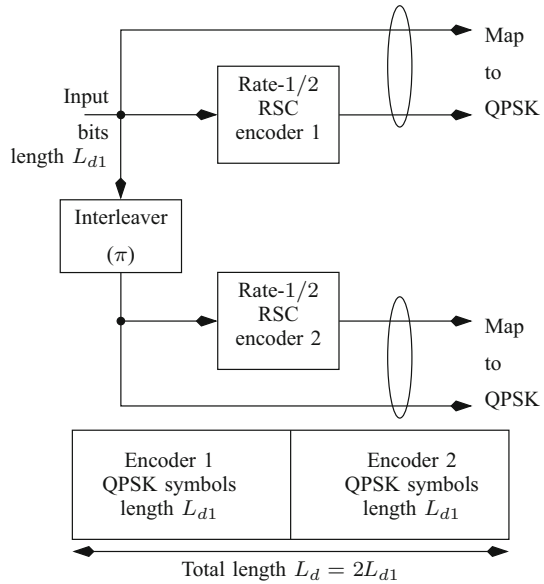 Input
bits
length L_{d1}
Rate-1/2
RSC
encoder 1
Map
to
QPSK
Interleaver
(π)
Rate-1/2
RSC
encoder 2
Map
to
QPSK
Encoder 1
QPSK symbols
length L_{d1}
Encoder 2
QPSK symbols
length L_{d1}
Total length L_d = 2L_{d1}